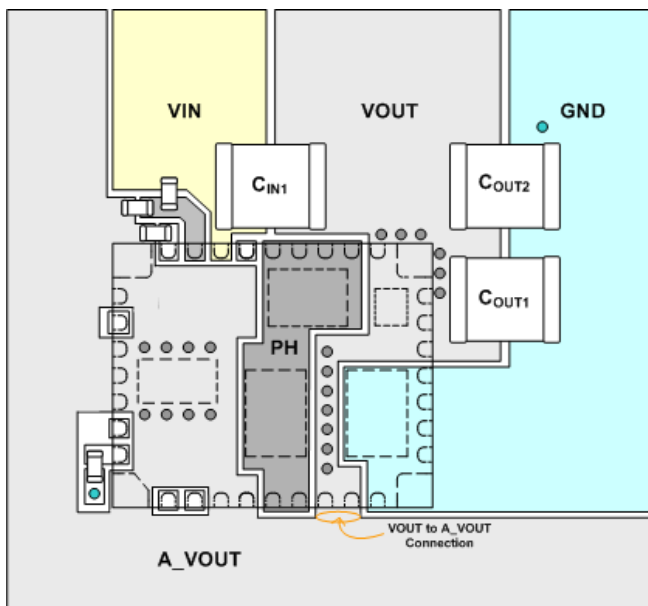 VIN
VOUT
GND
CIN1
COUT2
COUT1
PH
VOUT to A_VOUT
Connection
A_VOUT